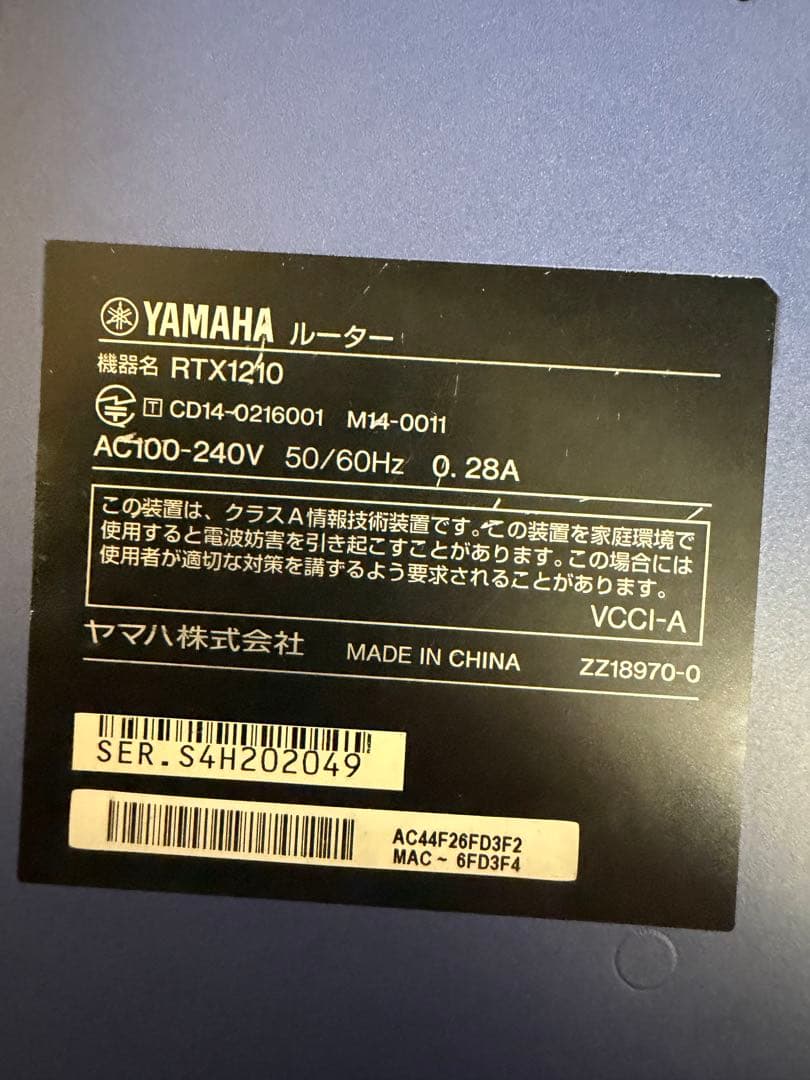 YAMAHA ルーター
機器名 RTX1210
T CD14-0216001 M14-0011
AC100-240V 50/60Hz 0.28A
この装置は、クラスA情報技術装置です。この装置を家庭環境で
使用すると電波妨害を引き起こすことがあります。この場合には
使用者が適切な対策を講ずるよう要求されることがあります。
VCCI-A
ヤマハ株式会社 MADE IN CHINA ZZ18970-0
SER.S4H202049
AC44F26FD3F2
MAC~ 6FD3F4